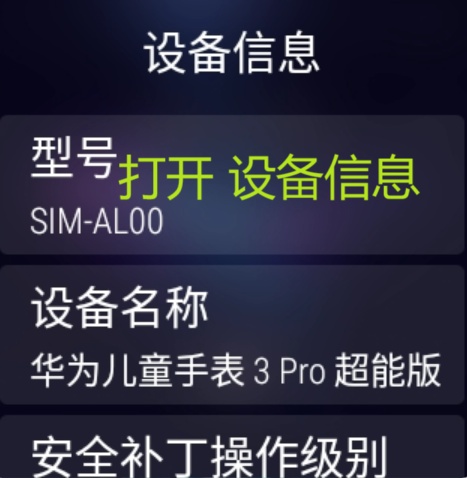 设备信息
型号
打开 设备信息
SIM-AL00
设备名称
华为儿童手表 3 Pro 超能版
安全补丁操作级别